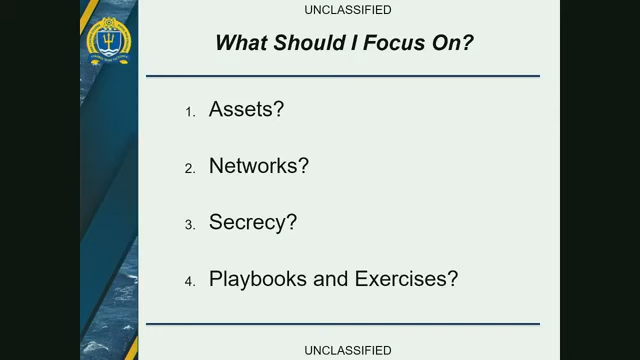 UNCLASSIFIED
What Should I Focus On?
1. Assets?
2. Networks?
3. Secrecy?
4. Playbooks and Exercises?
UNCLASSIFIED